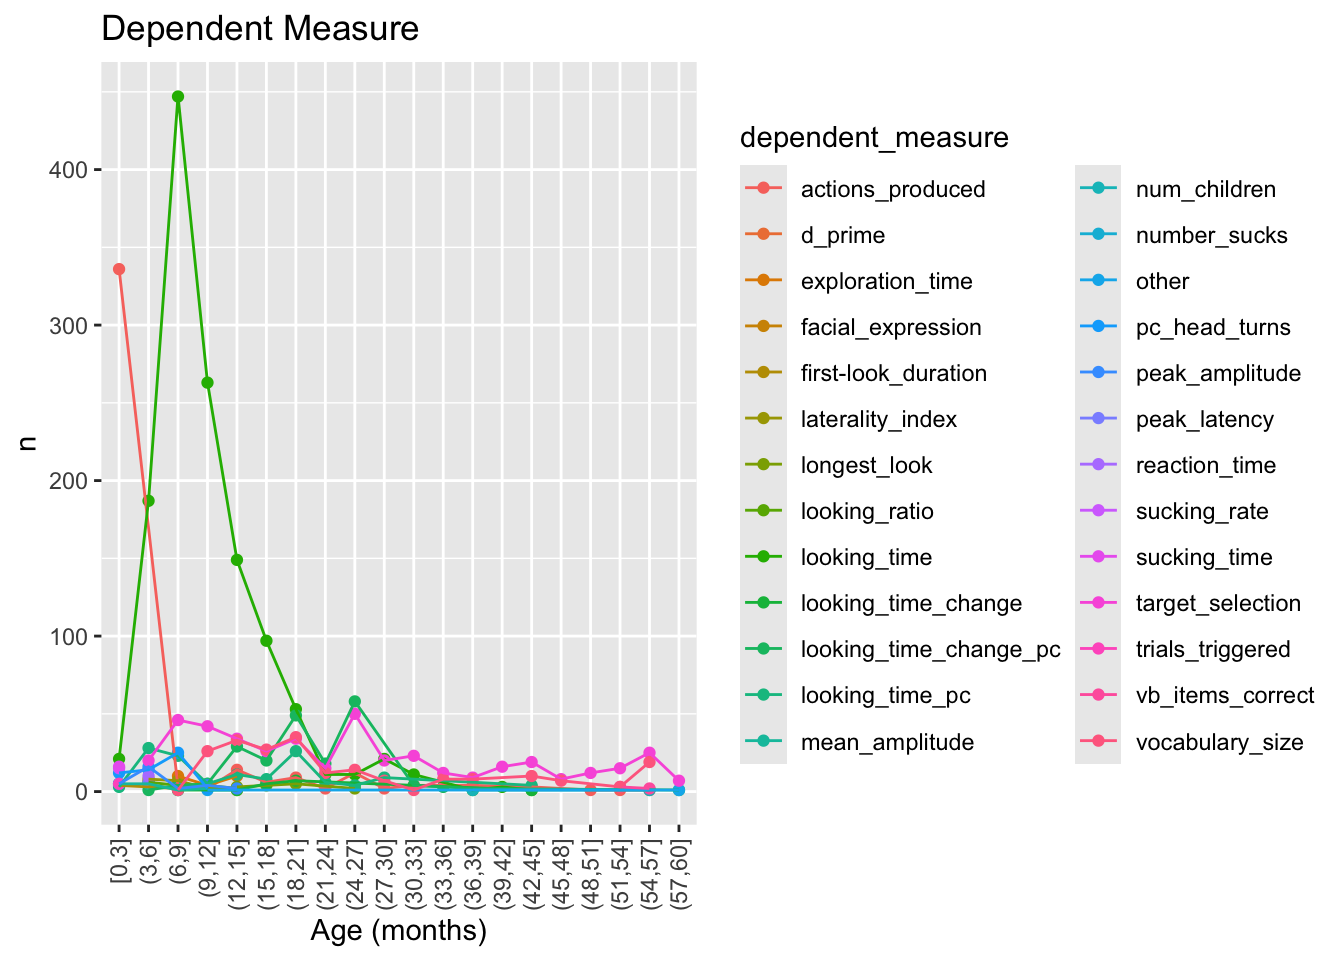 Dependent Measure
n
400
300
200
100
0
[0,3]
(3,6]
(6,9]
(9,12]
(12,15]
(15,18]
(18,21]
(21,24]
(24,27]
(27,30]
(30,33]
(33,36]
(36,39]
(39,42]
(42,45]
(45,48]
(48,51]
(51,54]
(54,57]
(57,60]
Age (months)
dependent_measure
actions_produced
d_prime
exploration_time
facial_expression
first-look_duration
laterality_index
longest_look
looking_ratio
looking_time
looking_time_change
looking_time_change_pc
looking_time_pc
mean_amplitude
num_children
number_sucks
other
pc_head_turns
peak_amplitude
peak_latency
reaction_time
sucking_rate
sucking_time
target_selection
trials_triggered
vb_items_correct
vocabulary_size